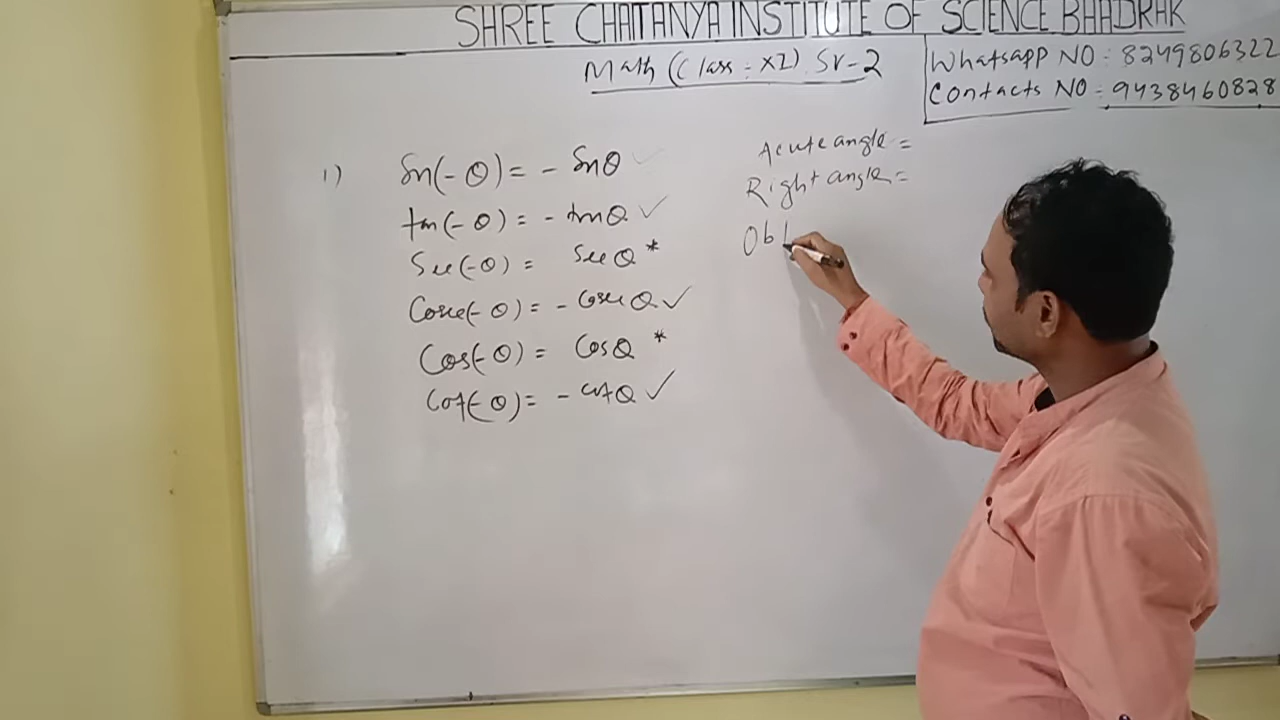 SHREE CHAITANYA INSTITUTE OF SCIENCE BHADRAK
Math (Class : XI) Sr-2
Whatsapp NO : 8249806322
Contacts NO : 9438460828
1) Sin(-θ) = - Sinθ ✓
tan(-θ) = - tanθ ✓
Sec(-θ) = Secθ *
Cosec(-θ) = - Cosecθ ✓
Cos(-θ) = Cosθ *
Cot(-θ) = - cotθ ✓
Acute angle =
Right angle =
Obt